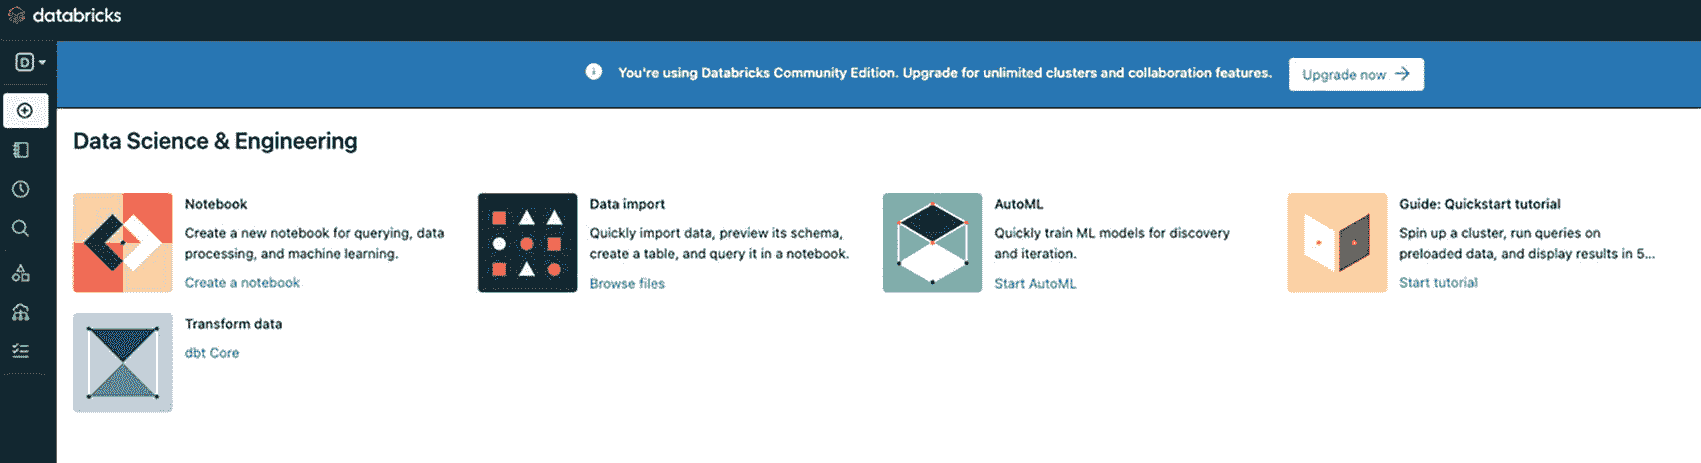 databricks
D
You're using Databricks Community Edition. Upgrade for unlimited clusters and collaboration features.
Upgrade now
Data Science & Engineering
Notebook
Create a new notebook for querying, data
processing, and machine learning.
Create a notebook
Data import
Quickly import data, preview its schema,
create a table, and query it in a notebook.
Browse files
AutoML
Quickly train ML models for discovery
and iteration.
Start AutoML
Guide: Quickstart tutorial
Spin up a cluster, run queries on
preloaded data, and display results in 5...
Start tutorial
Transform data
dbt Core